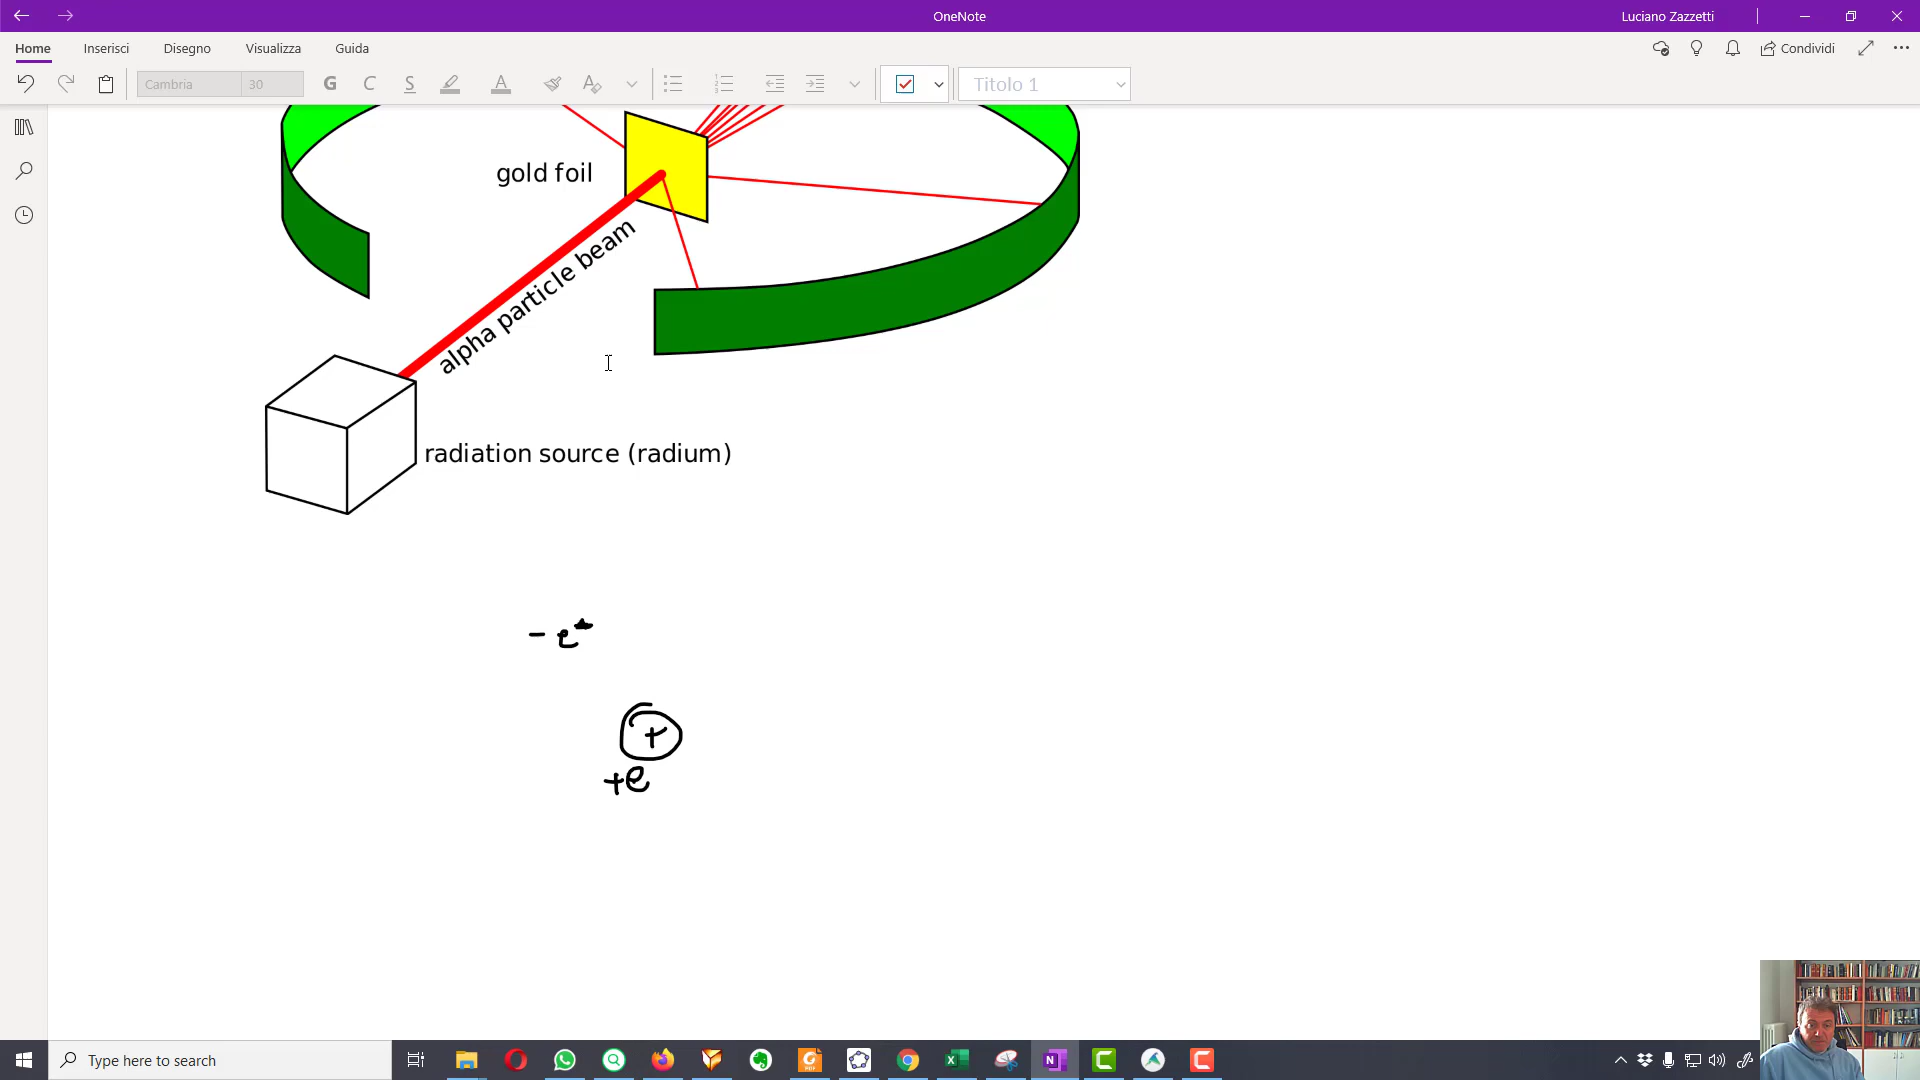 OneNote
Luciano Zazzetti
Home Inserisci Disegno Visualizza Guida
Condividi
Cambria 30 G C S A A Titolo 1
gold foil
alpha particle beam
radiation source (radium)
- e
+
+e
Type here to search